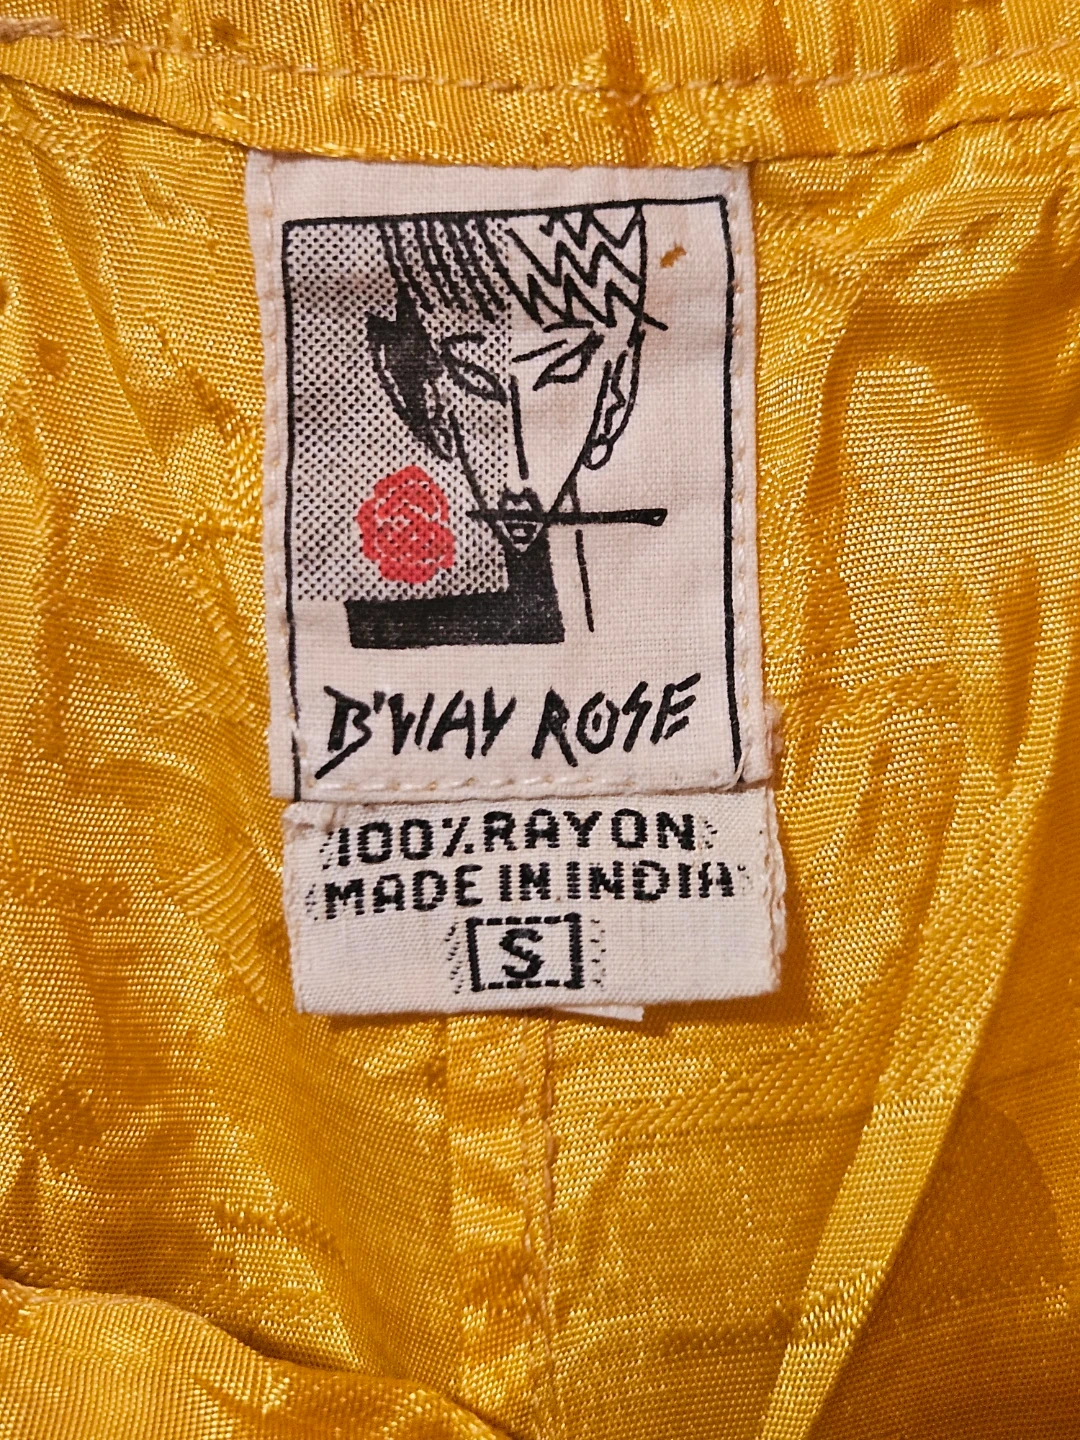 B'WAY ROSE
100% RAYON
MADE IN INDIA
S